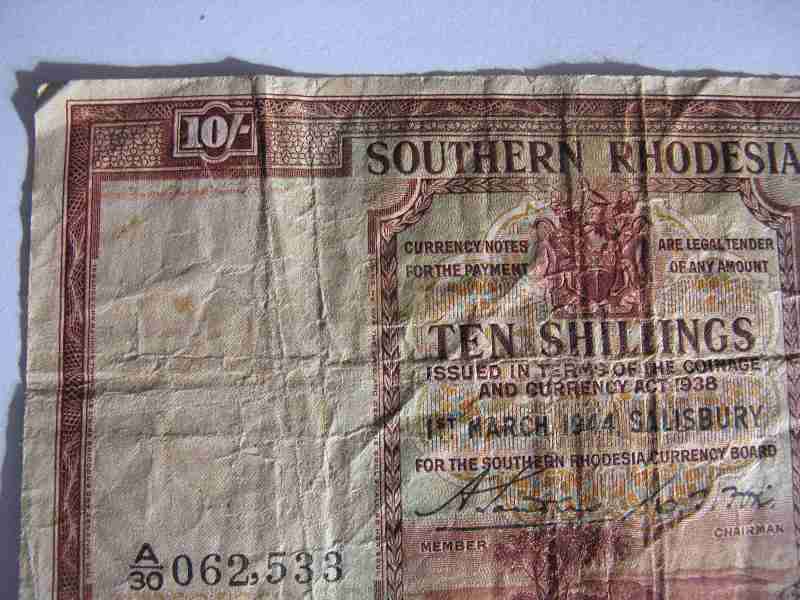 10/-
SOUTHERN RHODESIA
CURRENCY NOTES ARE LEGAL TENDER
FOR THE PAYMENT OF ANY AMOUNT
TEN SHILLINGS
ISSUED IN TERMS OF THE COINAGE
AND CURRENCY ACT 1938
1ST MARCH 1944, SALISBURY
FOR THE SOUTHERN RHODESIA CURRENCY BOARD
MEMBER CHAIRMAN
A/30 062,533